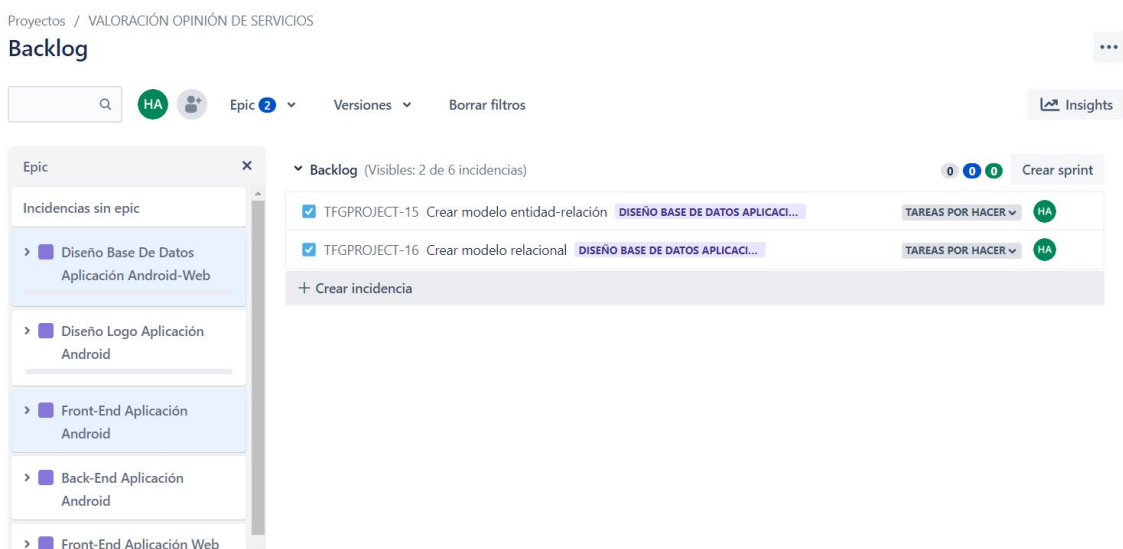 Proyectos / VALORACIÓN OPINIÓN DE SERVICIOS
Backlog
HA
Epic 2
Versiones
Borrar filtros
Insights
Epic
Incidencias sin epic
Diseño Base De Datos
Aplicación Android-Web
Diseño Logo Aplicación
Android
Front-End Aplicación
Android
Back-End Aplicación
Android
Front-End Aplicación Web
Backlog (Visibles: 2 de 6 incidencias) 0 0 0 Crear sprint
TFGPROJECT-15 Crear modelo entidad-relación DISEÑO BASE DE DATOS APLICACI... TAREAS POR HACER HA
TFGPROJECT-16 Crear modelo relacional DISEÑO BASE DE DATOS APLICACI... TAREAS POR HACER HA
+ Crear incidencia